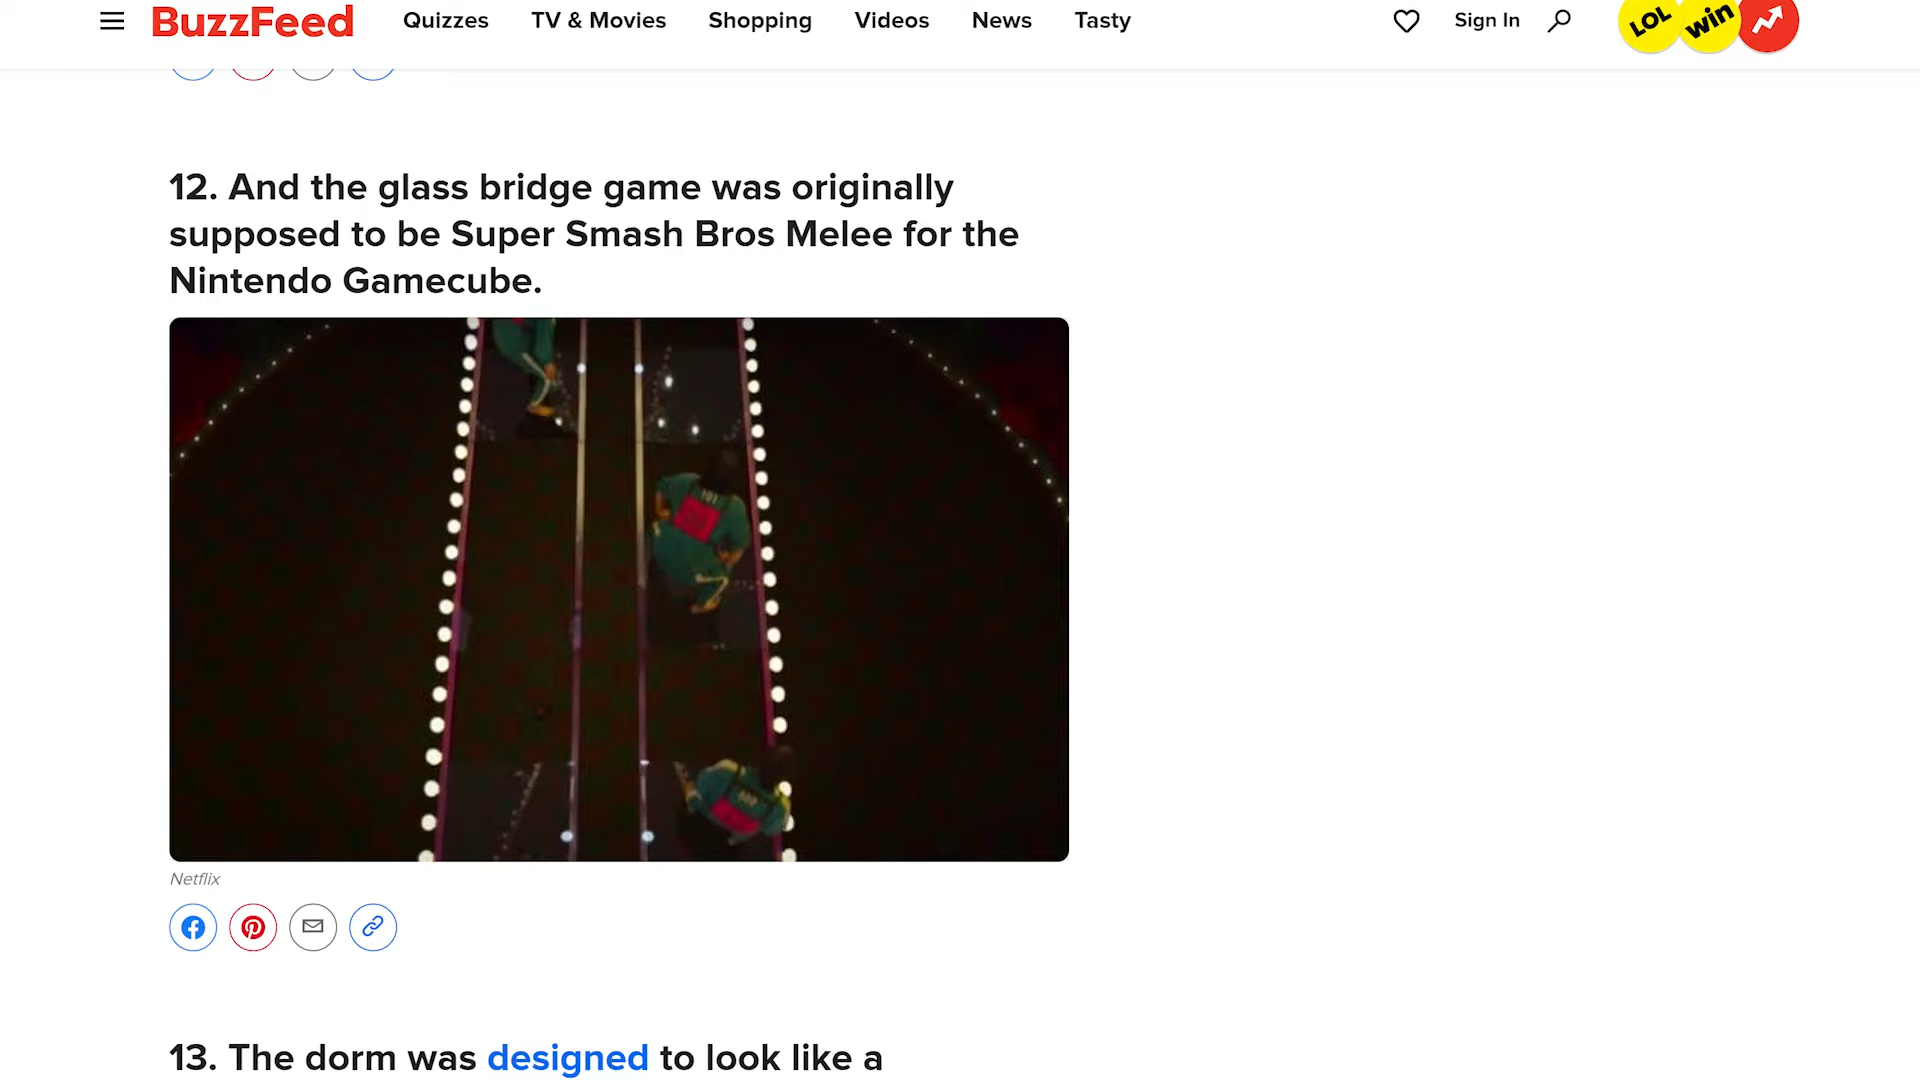 BuzzFeed Quizzes TV & Movies Shopping Videos News Tasty Sign In LOL win
12. And the glass bridge game was originally
supposed to be Super Smash Bros Melee for the
Nintendo Gamecube.
101
Netflix
13. The dorm was designed to look like a